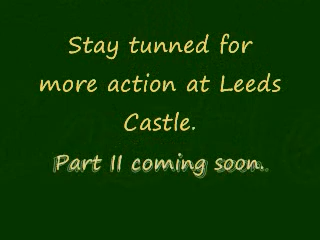 Stay tunned for
more action at Leeds
Castle.
Part II coming soon.